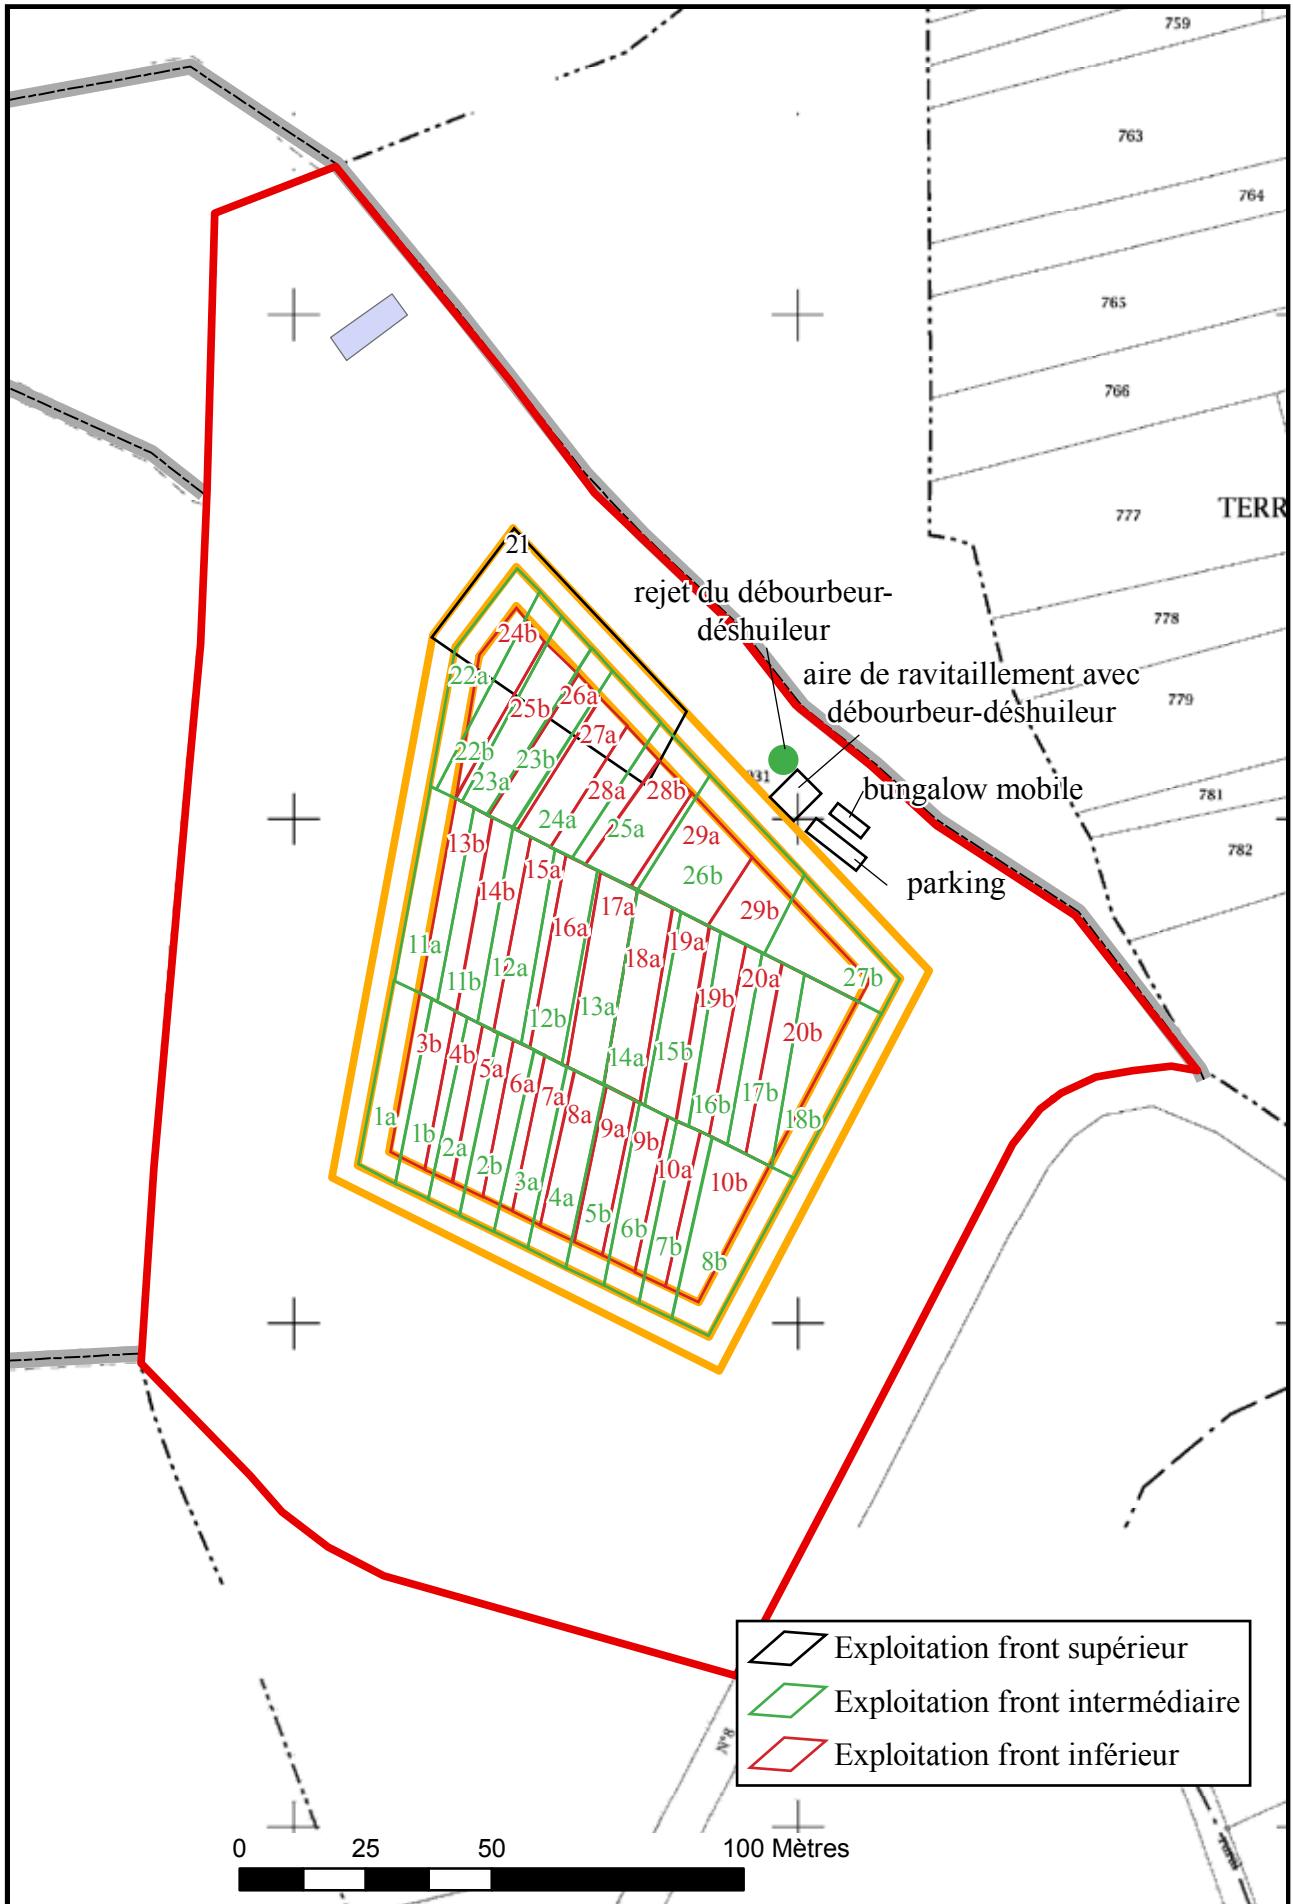 759
763
764
765
766
777
TERR
778
779
781
782
21
rejet du débourbeur-
déshuileur
aire de ravitaillement avec
débourbeur-déshuileur
bungalow mobile
parking
24b
22a
25b
26a
27a
22b
23b
23a
28a
28b
24a
25a
29a
26b
29b
27b
13b
14b
15a
16a
17a
18a
19a
19b
20a
20b
11a
11b
12a
12b
13a
14a
15b
16b
17b
18b
3b
4b
5a
6a
7a
8a
9a
9b
10a
10b
1a
1b
2a
2b
3a
4a
5b
6b
7b
8b
N°8
Exploitation front supérieur
Exploitation front intermédiaire
Exploitation front inférieur
0 25 50 100 Mètres